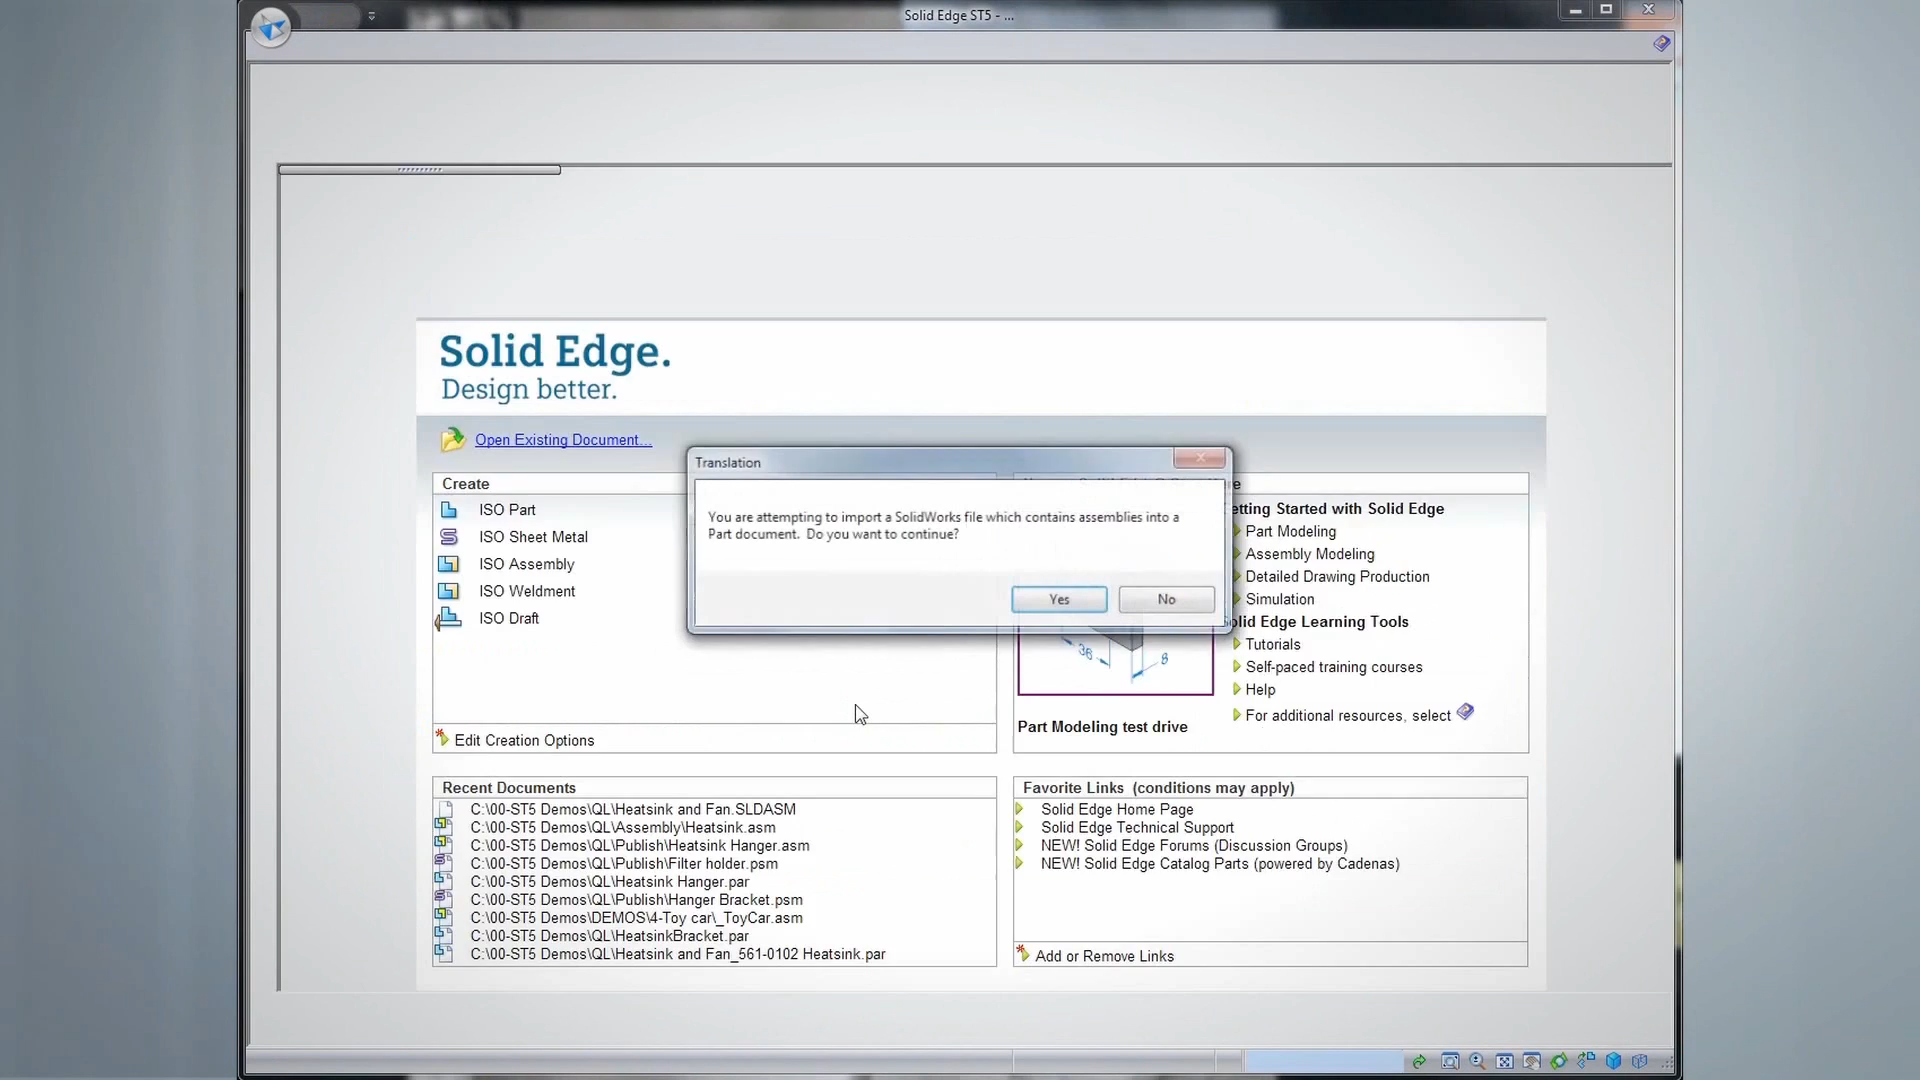 Solid Edge ST5 - ...
Solid Edge.
Design better.
Open Existing Document...
Create
ISO Part
ISO Sheet Metal
ISO Assembly
ISO Weldment
ISO Draft
Edit Creation Options
Translation
You are attempting to import a SolidWorks file which contains assemblies into a
Part document. Do you want to continue?
Yes
No
etting Started with Solid Edge
Part Modeling
Assembly Modeling
Detailed Drawing Production
Simulation
olid Edge Learning Tools
Tutorials
Self-paced training courses
Help
For additional resources, select
36
8
Part Modeling test drive
Recent Documents
C:\00-ST5 Demos\QL\Heatsink and Fan.SLDASM
C:\00-ST5 Demos\QL\Assembly\Heatsink.asm
C:\00-ST5 Demos\QL\Publish\Heatsink Hanger.asm
C:\00-ST5 Demos\QL\Publish\Filter holder.psm
C:\00-ST5 Demos\QL\Heatsink Hanger.par
C:\00-ST5 Demos\QL\Publish\Hanger Bracket.psm
C:\00-ST5 Demos\DEMOS\4-Toy car\_ToyCar.asm
C:\00-ST5 Demos\QL\HeatsinkBracket.par
C:\00-ST5 Demos\QL\Heatsink and Fan_561-0102 Heatsink.par
Favorite Links (conditions may apply)
Solid Edge Home Page
Solid Edge Technical Support
NEW! Solid Edge Forums (Discussion Groups)
NEW! Solid Edge Catalog Parts (powered by Cadenas)
Add or Remove Links